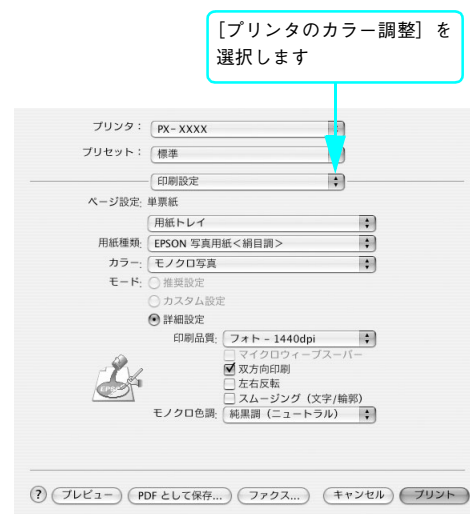 [プリンタのカラー調整] を
選択します
プリンタ： PX-XXXX
プリセット： 標準
印刷設定
ページ設定: 単票紙
用紙トレイ
用紙種類: EPSON 写真用紙＜絹目調＞
カラー: モノクロ写真
モード: 推奨設定
カスタム設定
詳細設定
印刷品質: フォト – 1440dpi
マイクロウィーブスーパー
双方向印刷
左右反転
スムージング（文字/輪郭）
EPSON
モノクロ色調: 純黒調（ニュートラル）
? プレビュー PDF として保存... ファクス... キャンセル プリント